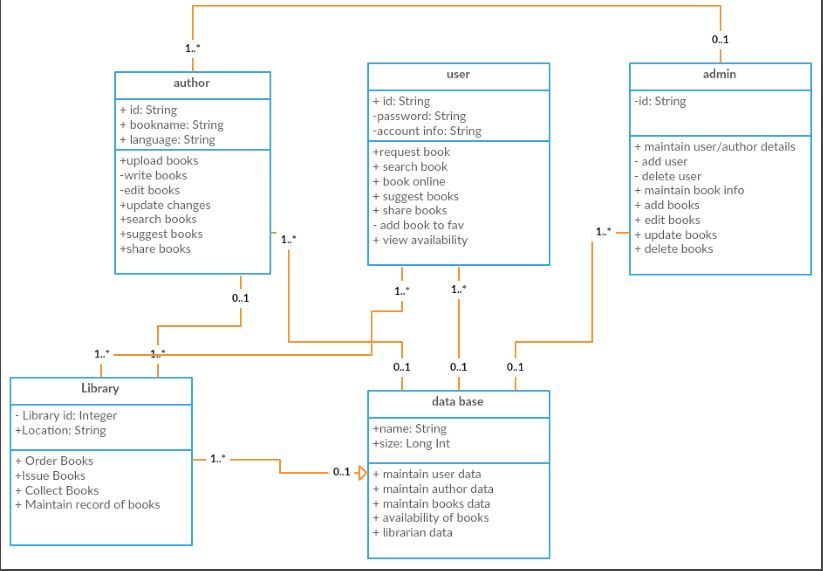 1..*
0..1
author
+ id: String
+ bookname: String
+ language: String
+upload books
-write books
-edit books
+update changes
+search books
+suggest books
+share books
user
+ id: String
-password: String
-account info: String
+request book
+ search book
+ book online
+ suggest books
+ share books
- add book to fav
+ view availability
admin
-id: String
+ maintain user/author details
- add user
- delete user
+ maintain book info
+ add books
+ edit books
+ update books
+ delete books
1..*
1..*
0..1
1..*
1..*
1..*
1..*
0..1
0..1
0..1
Library
- Library id: Integer
+Location: String
+ Order Books
+Issue Books
+ Collect Books
+ Maintain record of books
1..*
0..1
data base
+name: String
+size: Long Int
+ maintain user data
+ maintain author data
+ maintain books data
+ availability of books
+ librarian data